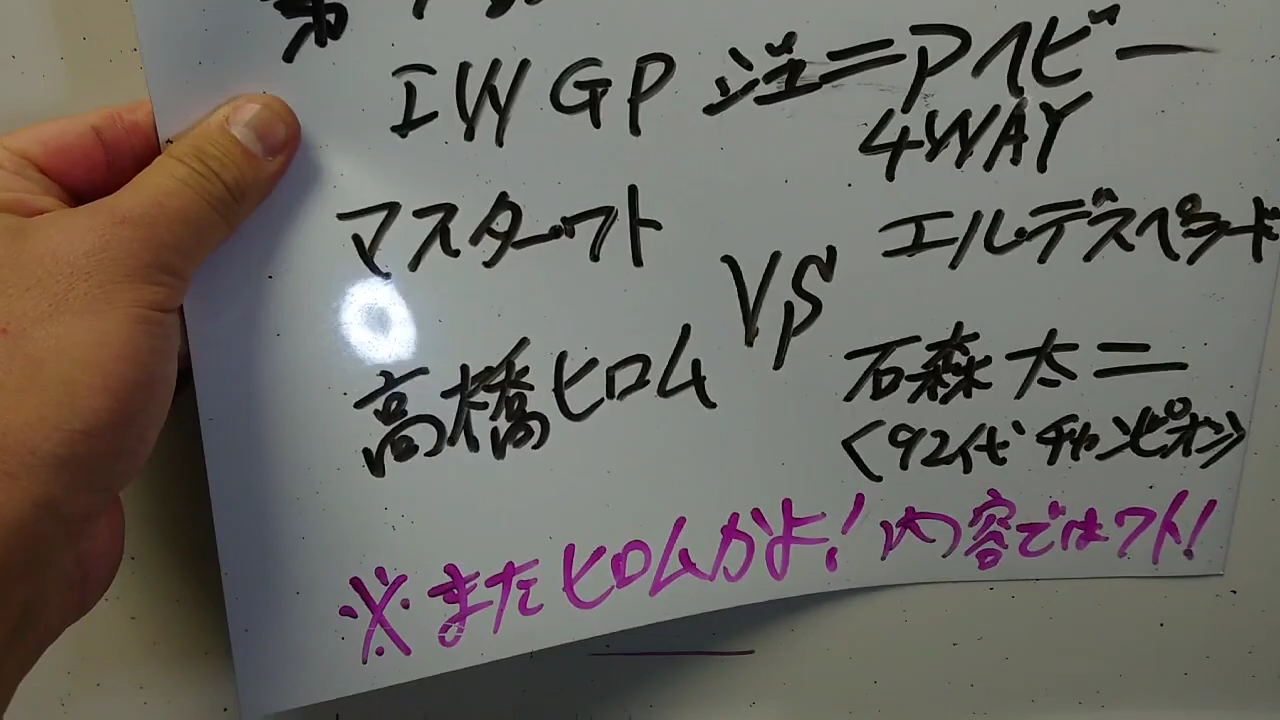 第
IWGP ジュニアヘビー
4WAY
マスターワト
VS
エル・デスペラード
高橋ヒロム
石森太二
<92代チャンピオン>
※またヒロムかよ!内容ではワト!